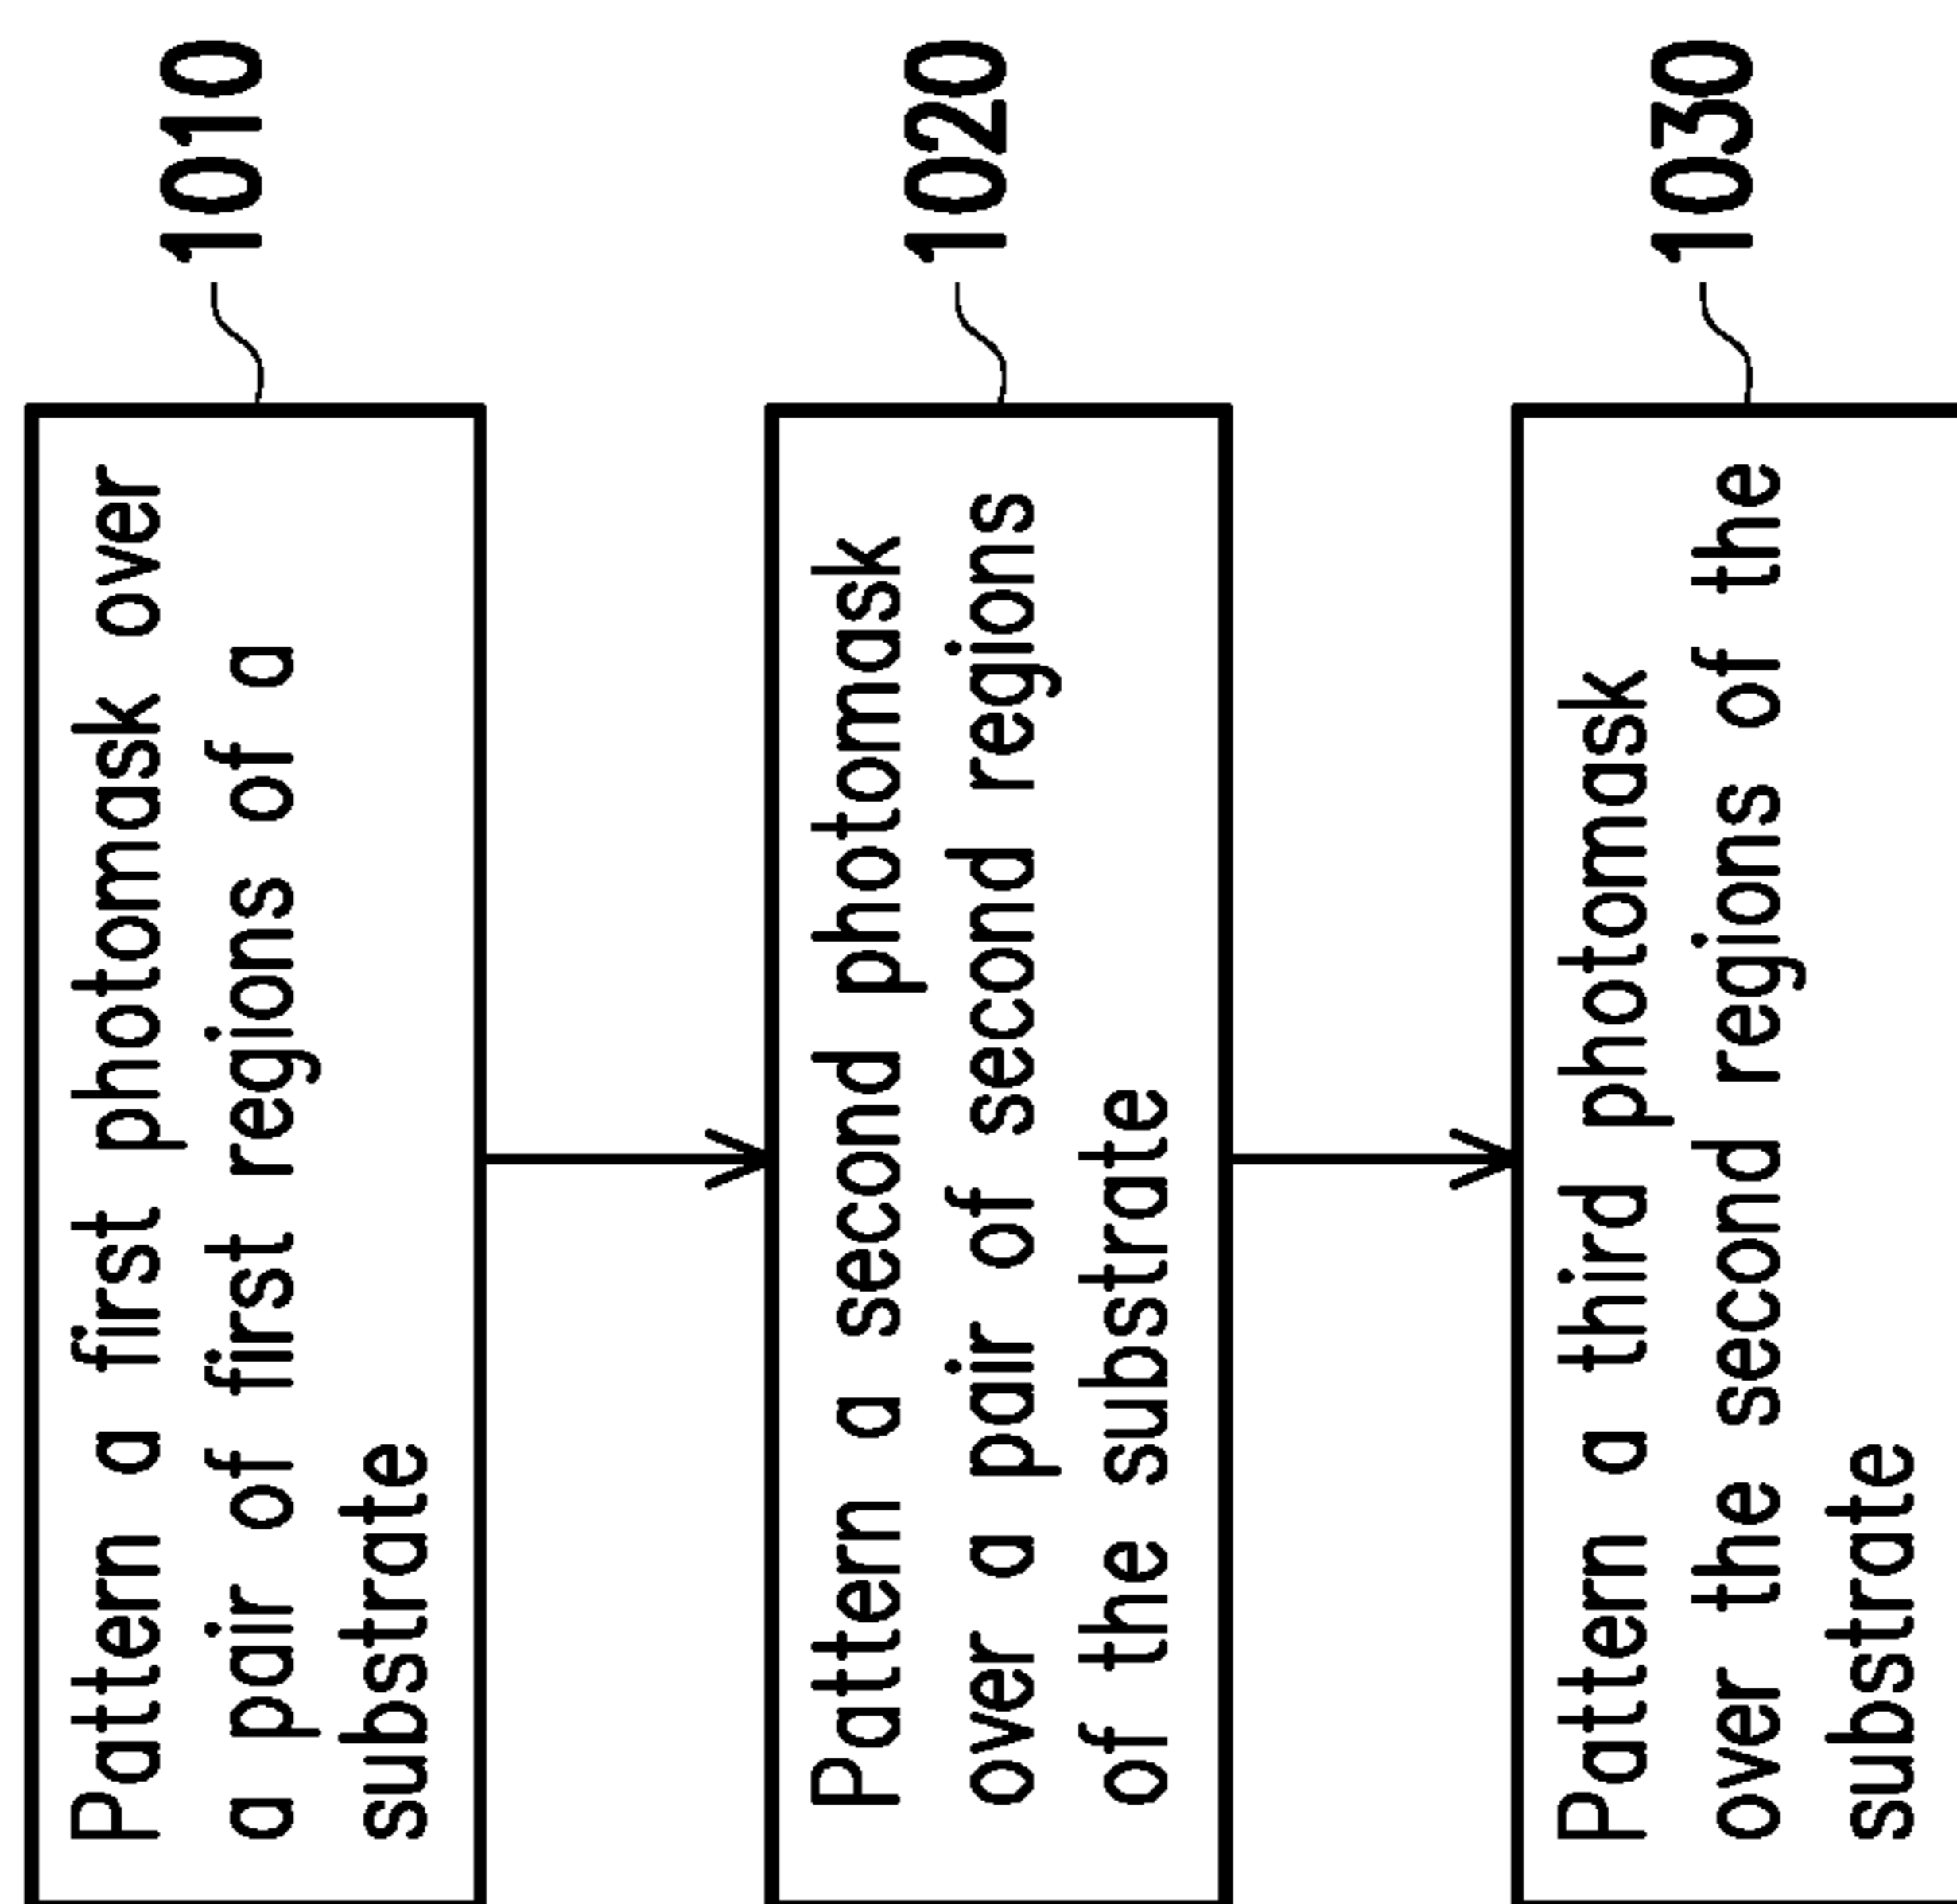 Pattern a first photomask over
a pair of first regions of a
substrate
1010
Pattern a second photomask
over a pair of second regions
of the substrate
1020
Pattern a third photomask
over the second regions of the
substrate
1030